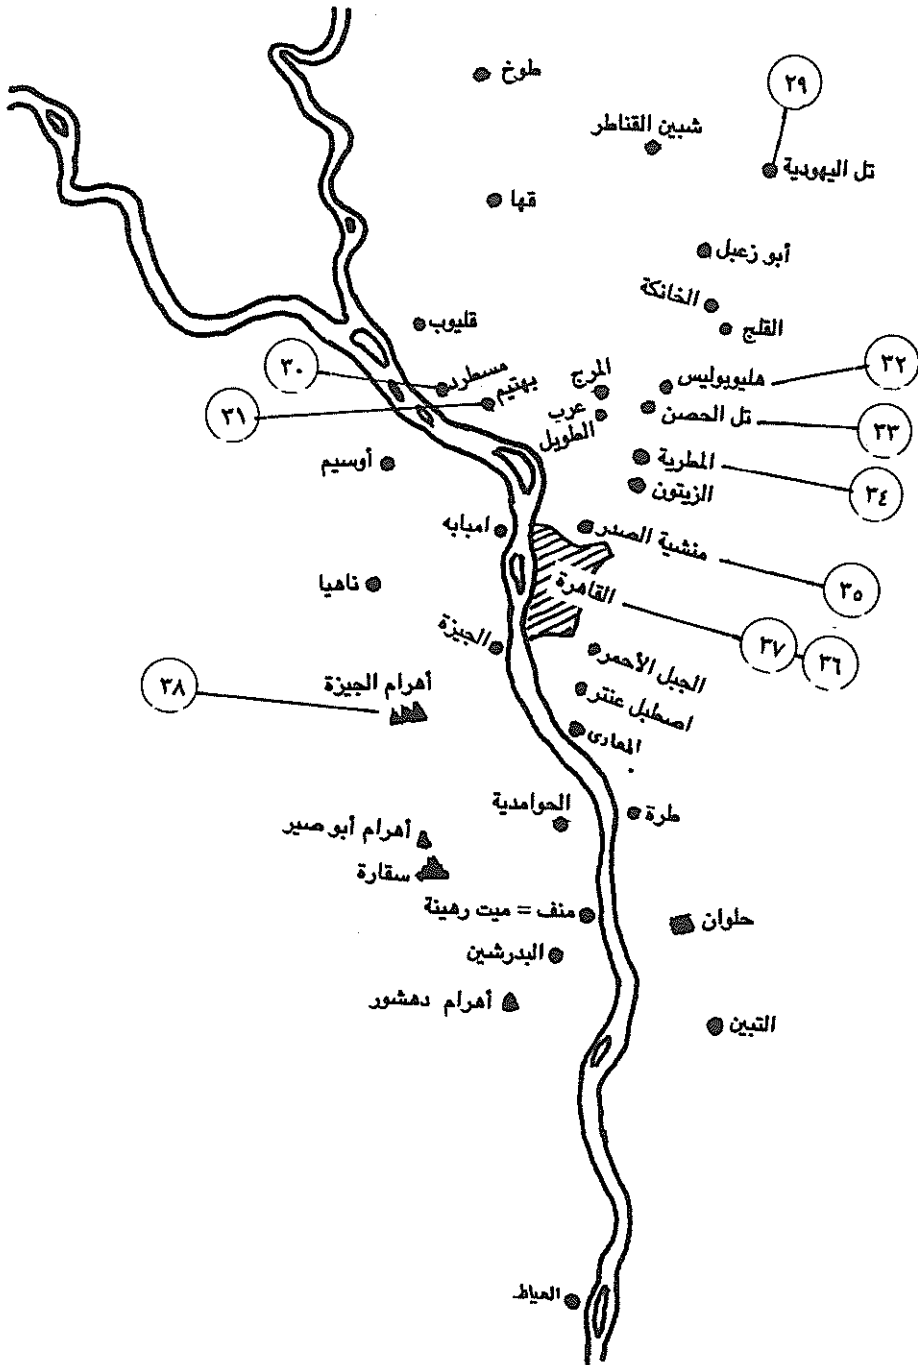 طوخ
٢٩
شبين القناطر
تل اليهودية
قها
أبو زعبل
الخانكة
القلج
قليوب
٣٠
مسطرد
٣١
بهتيم
المرج
عرب
الطويل
هليوبوليس
٣٢
تل الحصن
٣٣
أوسيم
المطرية
٣٤
الزيتون
امبابه
منشية الصدر
٣٥
ناهيا
القاهرة
٣٧
٣٦
الجيزة
الجبل الأحمر
٣٨
أهرام الجيزة
اصطبل عنتر
المعادى
الحوامدية
طرة
أهرام أبو صير
سقارة
منف = ميت رهينة
حلوان
البدرشين
أهرام دهشور
التبين
العياط